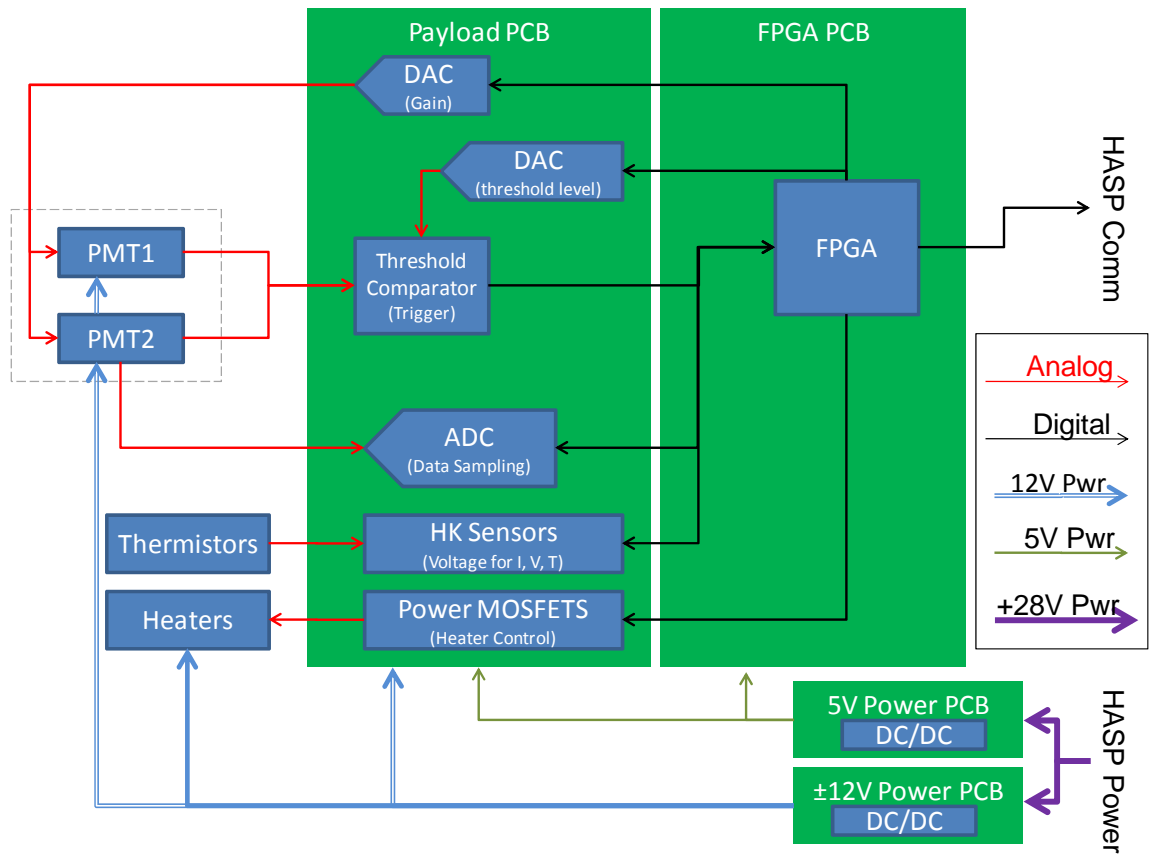 Payload PCB
FPGA PCB
DAC
(Gain)
DAC
(threshold level)
HASP Comm
PMT1
PMT2
Threshold
Comparator
(Trigger)
FPGA
Analog
Digital
12V Pwr
5V Pwr
+28V Pwr
ADC
(Data Sampling)
Thermistors
HK Sensors
(Voltage for I, V, T)
Heaters
Power MOSFETS
(Heater Control)
5V Power PCB
DC/DC
±12V Power PCB
DC/DC
HASP Power